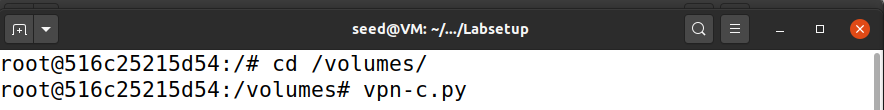 seed@VM: ~/.../Labsetup
root@516c25215d54:/# cd /volumes/
root@516c25215d54:/volumes# vpn-c.py